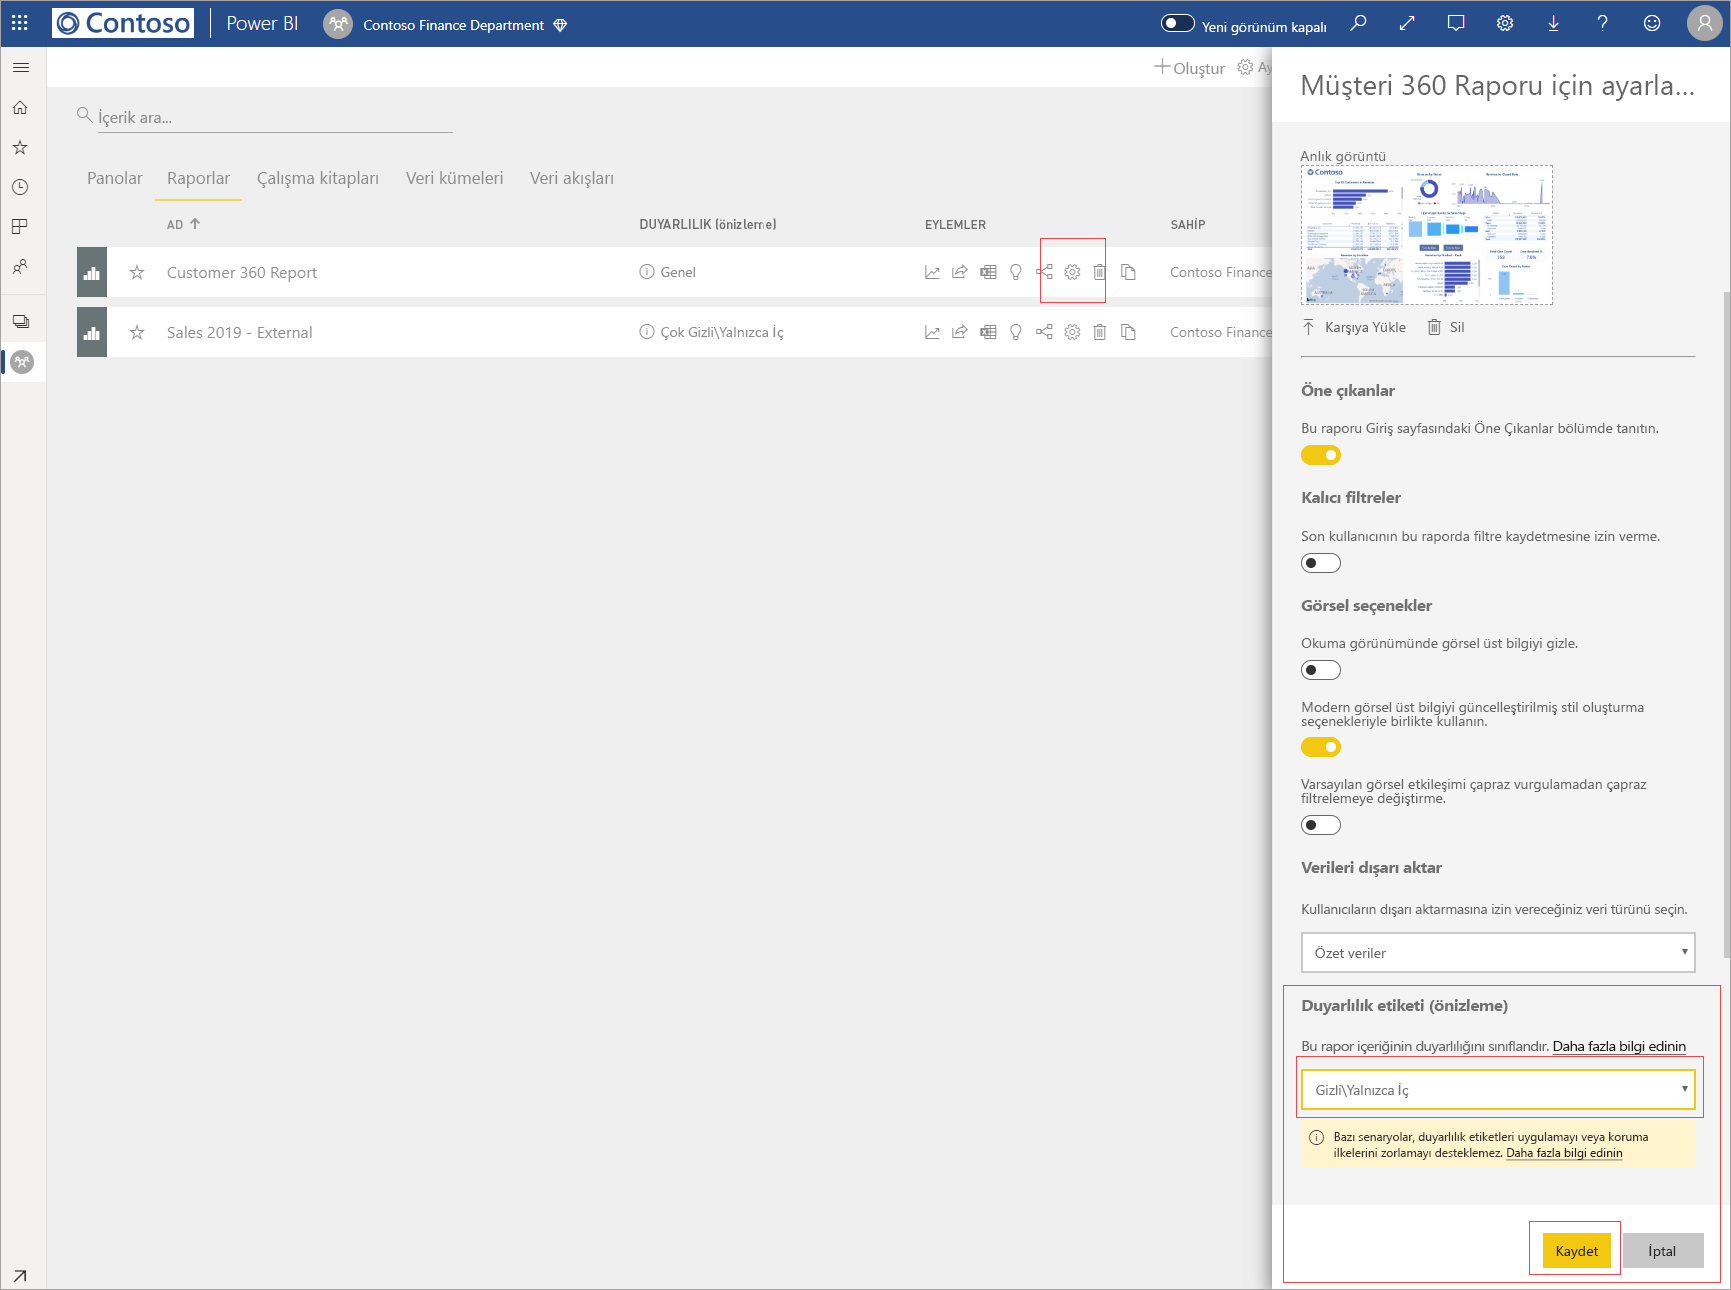 Contoso
Power BI
Contoso Finance Department
Yeni görünüm kapalı
Oluştur
Ay
İçerik ara...
Panolar
Raporlar
Çalışma kitapları
Veri kümeleri
Veri akışları
AD
DUYARLILIK (önizleme)
EYLEMLER
SAHİP
Customer 360 Report
Genel
Contoso Finance
Sales 2019 - External
Çok Gizli\Yalnızca İç
Contoso Finance
Müşteri 360 Raporu için ayarla...
Anlık görüntü
Contoso
Karşıya Yükle
Sil
Öne çıkanlar
Bu raporu Giriş sayfasındaki Öne Çıkanlar bölümde tanıtın.
Kalıcı filtreler
Son kullanıcının bu raporda filtre kaydetmesine izin verme.
Görsel seçenekler
Okuma görünümünde görsel üst bilgiyi gizle.
Modern görsel üst bilgiyi güncelleştirilmiş stil oluşturma
seçenekleriyle birlikte kullanın.
Varsayılan görsel etkileşimi çapraz vurgulamadan çapraz
filtrelemeye değiştirme.
Verileri dışarı aktar
Kullanıcıların dışarı aktarmasına izin vereceğiniz veri türünü seçin.
Özet veriler
Duyarlılık etiketi (önizleme)
Bu rapor içeriğinin duyarlılığını sınıflandır. Daha fazla bilgi edinin
Gizli\Yalnızca İç
Bazı senaryolar, duyarlılık etiketleri uygulamayı veya koruma
ilkelerini zorlamayı desteklemez. Daha fazla bilgi edinin
Kaydet
İptal